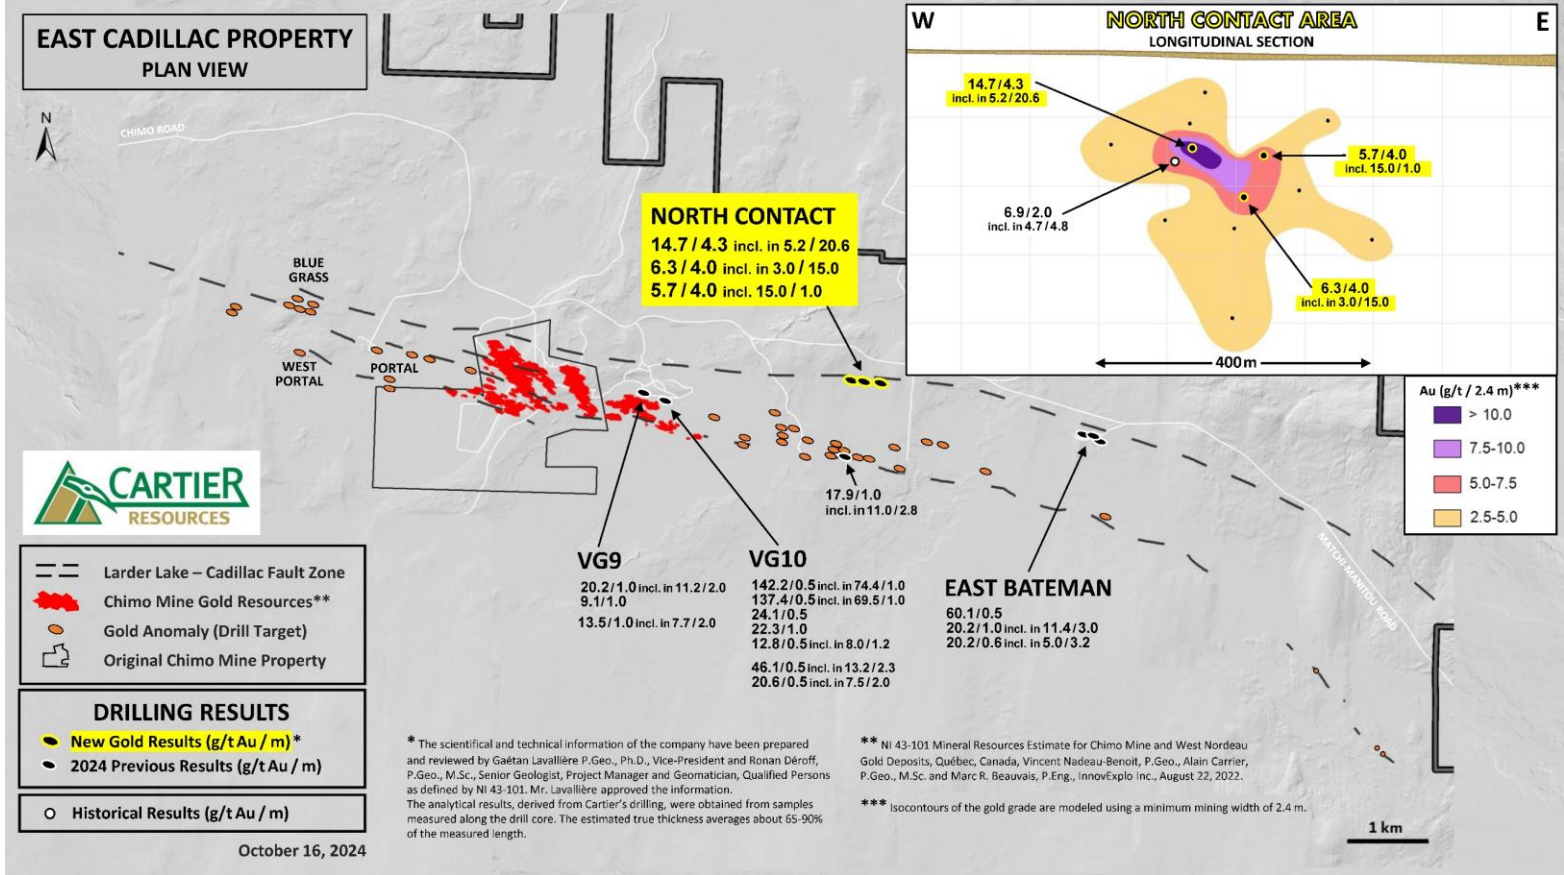 EAST CADILLAC PROPERTY
PLAN VIEW
N
CHIMO ROAD
BLUE
GRASS
WEST
PORTAL
PORTAL
NORTH CONTACT
14.7 / 4.3 incl. in 5.2 / 20.6
6.3 / 4.0 incl. in 3.0 / 15.0
5.7 / 4.0 incl. 15.0 / 1.0
W
NORTH CONTACT AREA
E
LONGITUDINAL SECTION
14.7/4.3
incl. in 5.2/20.6
5.7/4.0
incl. 15.0/1.0
6.9/2.0
incl. in 4.7/4.8
6.3/4.0
incl. in 3.0/15.0
400m
Au (g/t / 2.4 m)***
> 10.0
7.5-10.0
5.0-7.5
2.5-5.0
CARTIER
RESOURCES
17.9/1.0
incl. in 11.0/2.8
VG9
20.2/1.0 incl. in 11.2/2.0
9.1/1.0
13.5/1.0 incl. in 7.7/2.0
VG10
142.2/0.5 incl. in 74.4/1.0
137.4/0.5 incl. in 69.5/1.0
24.1/0.5
22.3/1.0
12.8/0.5 incl. in 8.0/1.2
46.1/0.5 incl. in 13.2/2.3
20.6/0.5 incl. in 7.5/2.0
EAST BATEMAN
60.1/0.5
20.2/1.0 incl. in 11.4/3.0
20.2/0.6 incl. in 5.0/3.2
MATCHI-MANITOU ROAD
Larder Lake – Cadillac Fault Zone
Chimo Mine Gold Resources**
Gold Anomaly (Drill Target)
Original Chimo Mine Property
DRILLING RESULTS
New Gold Results (g/t Au / m)*
2024 Previous Results (g/t Au / m)
Historical Results (g/t Au / m)
October 16, 2024
* The scientifical and technical information of the company have been prepared
and reviewed by Gaétan Lavallière P.Geo., Ph.D., Vice-President and Ronan Déroff,
P.Geo., M.Sc., Senior Geologist, Project Manager and Geomatician, Qualified Persons
as defined by NI 43-101. Mr. Lavallière approved the information.
The analytical results, derived from Cartier's drilling, were obtained from samples
measured along the drill core. The estimated true thickness averages about 65-90%
of the measured length.
** NI 43-101 Mineral Resources Estimate for Chimo Mine and West Nordeau
Gold Deposits, Québec, Canada, Vincent Nadeau-Benoit, P.Geo., Alain Carrier,
P.Geo., M.Sc. and Marc R. Beauvais, P.Eng., InnovExplo Inc., August 22, 2022.
*** Isocontours of the gold grade are modeled using a minimum mining width of 2.4 m.
1 km